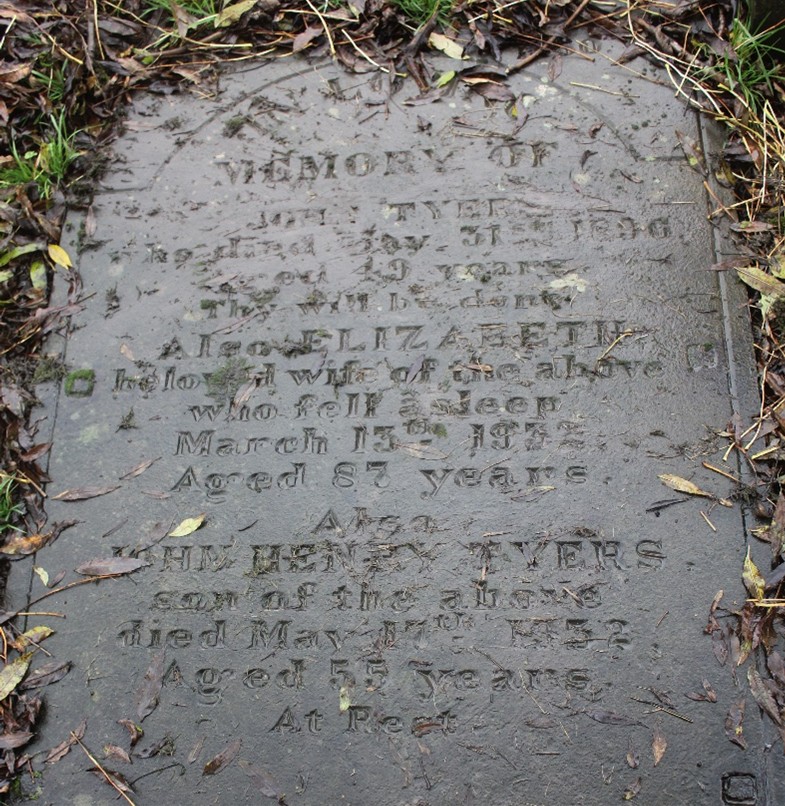 MEMORY OF
JOHN TYERS
who died Nov. 31st 1896
aged 49 years
Thy will be done
Also ELIZABETH
beloved wife of the above
who fell asleep
March 13th 1932.
Aged 87 years.
Also
JOHN HENRY TYERS.
son of the above
died May 17th 1932,
Aged 55 years.
At Rest.